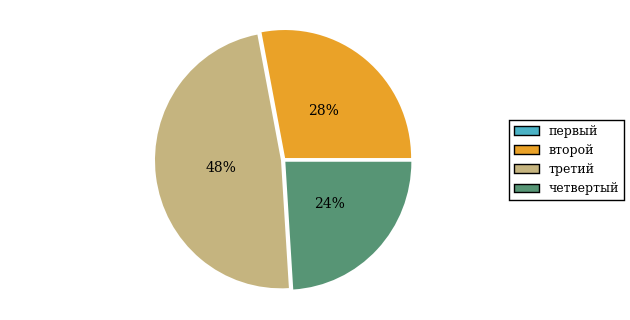 28%
48%
24%
первый
второй
третий
четвертый